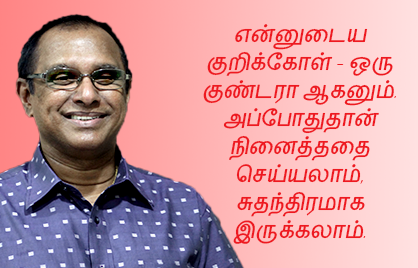 என்னுடைய
குறிக்கோள் - ஒரு
குண்டரா ஆகனும்.
அப்போதுதான்
நினைத்ததை
செய்யலாம்,
சுதந்திரமாக
இருக்கலாம்.